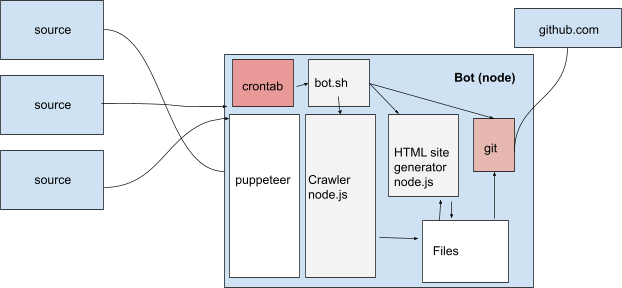 source
source
source
github.com
Bot (node)
crontab
bot.sh
puppeteer
Crawler
node.js
HTML site
generator
node.js
git
Files